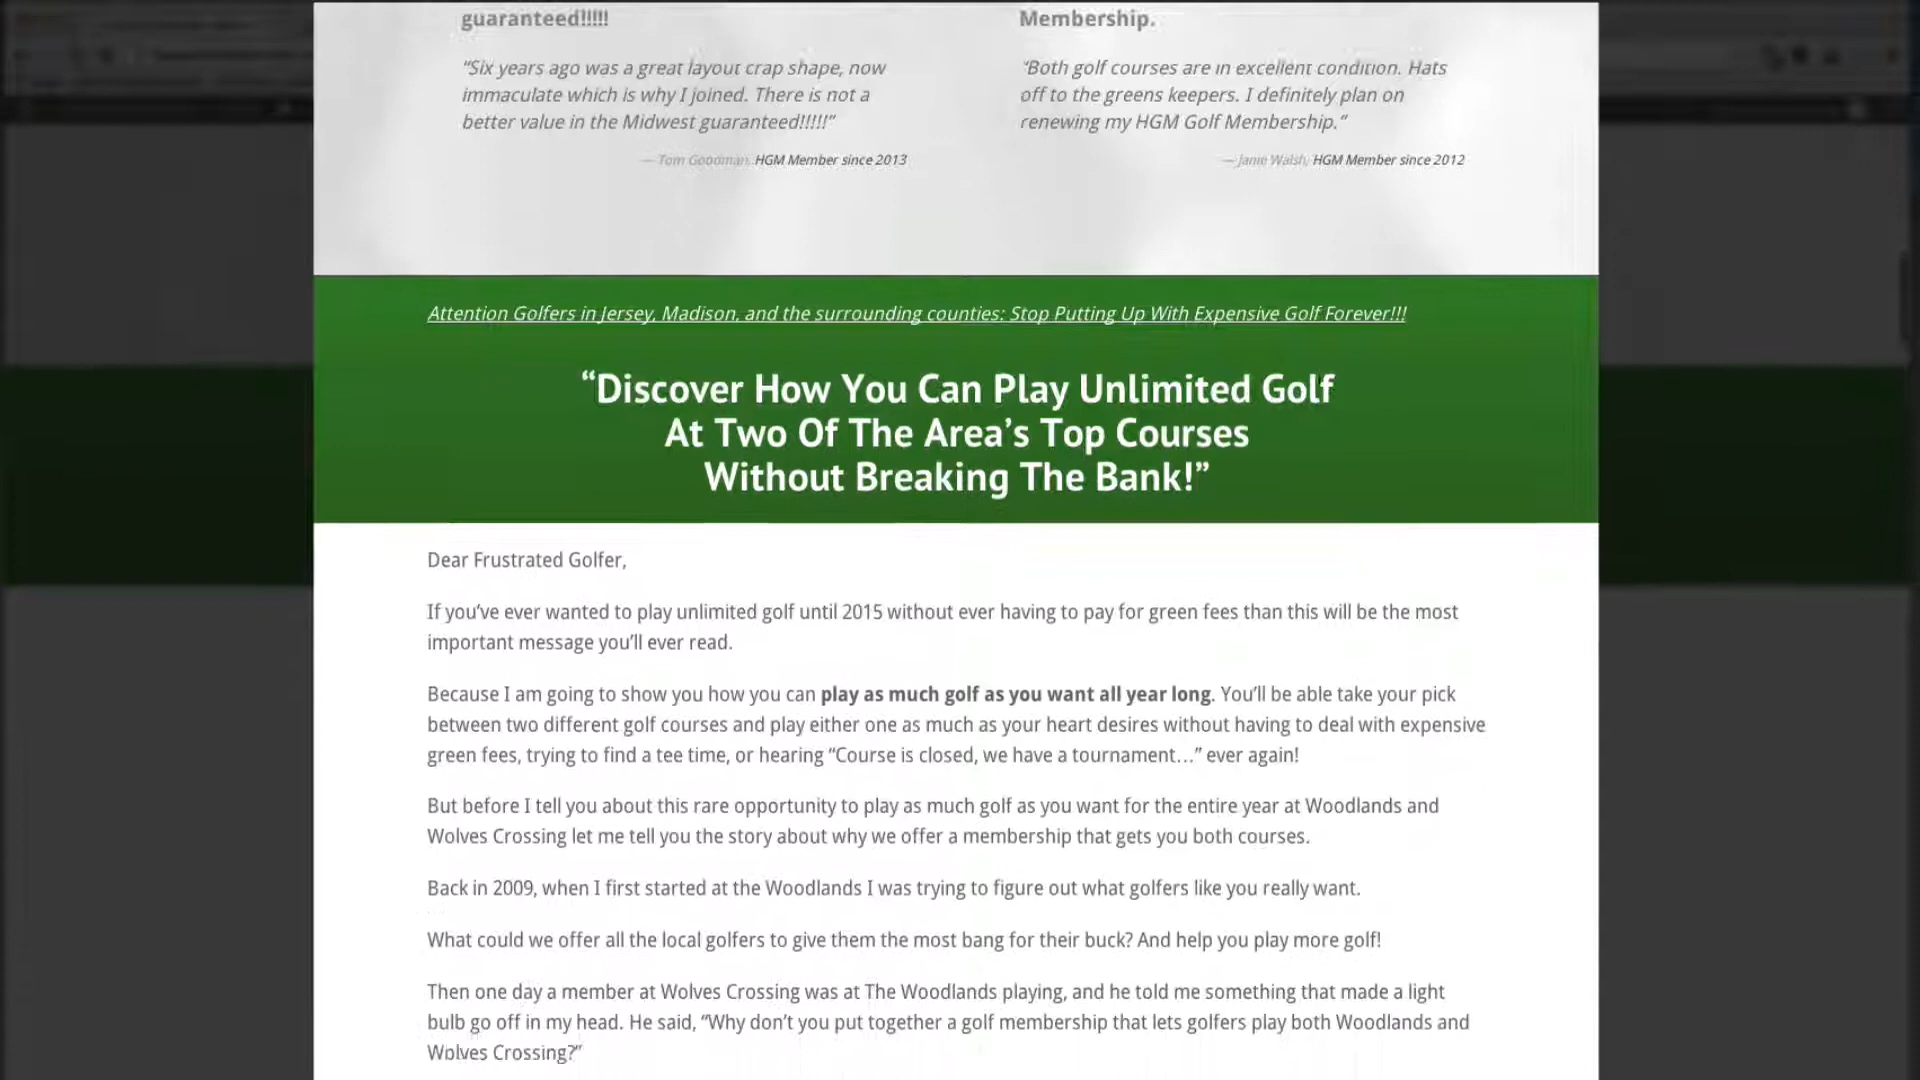 guaranteed!!!!!
“Six years ago was a great layout crap shape, now
immaculate which is why I joined. There is not a
better value in the Midwest guaranteed!!!!!”
— Tom Goodman, HGM Member since 2013
Membership.
“Both golf courses are in excellent condition. Hats
off to the greens keepers. I definitely plan on
renewing my HGM Golf Membership.”
— Janie Walsh, HGM Member since 2012
Attention Golfers in Jersey, Madison, and the surrounding counties: Stop Putting Up With Expensive Golf Forever!!!
“Discover How You Can Play Unlimited Golf
At Two Of The Area’s Top Courses
Without Breaking The Bank!”
Dear Frustrated Golfer,
If you’ve ever wanted to play unlimited golf until 2015 without ever having to pay for green fees than this will be the most
important message you’ll ever read.
Because I am going to show you how you can play as much golf as you want all year long. You’ll be able take your pick
between two different golf courses and play either one as much as your heart desires without having to deal with expensive
green fees, trying to find a tee time, or hearing “Course is closed, we have a tournament…” ever again!
But before I tell you about this rare opportunity to play as much golf as you want for the entire year at Woodlands and
Wolves Crossing let me tell you the story about why we offer a membership that gets you both courses.
Back in 2009, when I first started at the Woodlands I was trying to figure out what golfers like you really want.
What could we offer all the local golfers to give them the most bang for their buck? And help you play more golf!
Then one day a member at Wolves Crossing was at The Woodlands playing, and he told me something that made a light
bulb go off in my head. He said, “Why don’t you put together a golf membership that lets golfers play both Woodlands and
Wolves Crossing?”